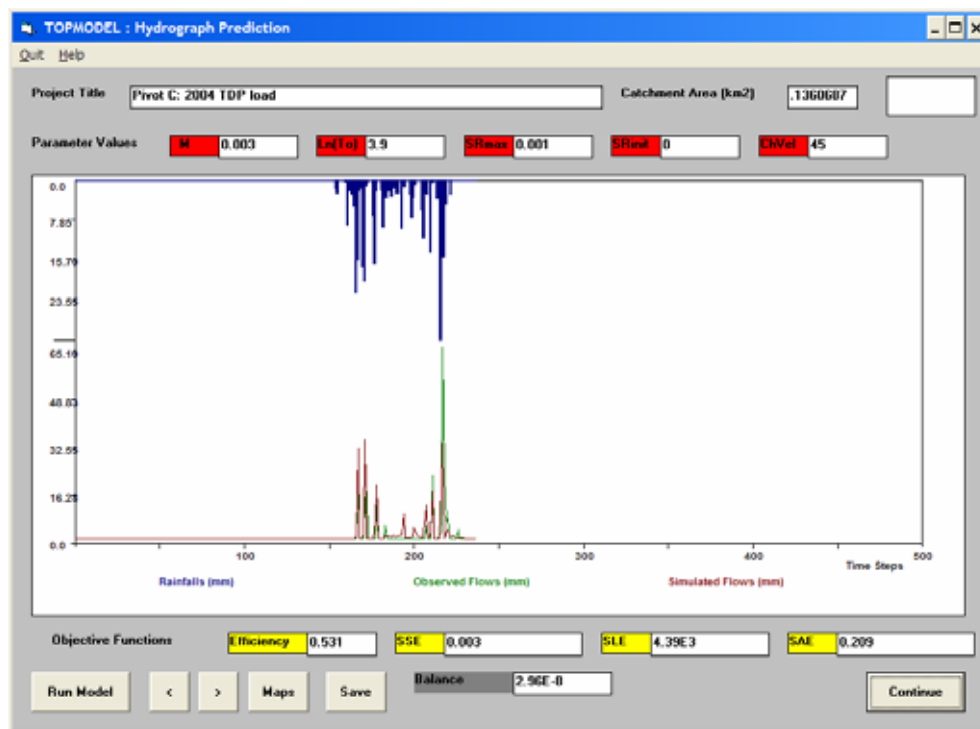 TOPMODEL : Hydrograph Prediction
Quit Help
Project Title Pivot C: 2004 TDP load Catchment Area (km2) .1360687
Parameter Values M 0.003 Ln(To) 3.9 SRmax 0.001 SRinit 0 ChVel 45
0.0
7.85
15.70
23.55
65.10
48.83
32.55
16.28
0.0
100 200 300 400 500
Time Steps
Rainfalls (mm) Observed Flows (mm) Simulated Flows (mm)
Objective Functions Efficiency 0.531 SSE 0.003 SLE 4.39E3 SAE 0.209
Run Model < > Maps Save Balance 2.96E-8 Continue